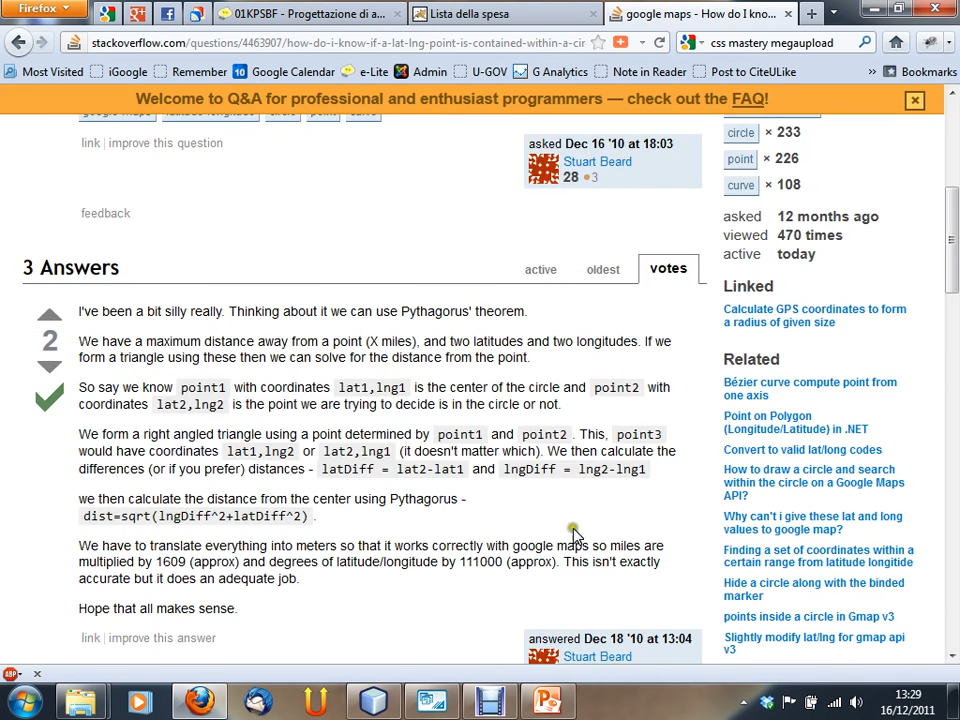 Firefox
01KPSBF - Progettazione di a...
Lista della spesa
google maps - How do I kno...
stackoverflow.com/questions/4463907/how-do-i-know-if-a-lat-lng-point-is-contained-within-a-cir
css mastery megaupload
Most Visited iGoogle Remember 10 Google Calendar e-Lite Admin U-GOV G Analytics Note in Reader Post to CiteULike » Bookmarks
Welcome to Q&A for professional and enthusiast programmers — check out the FAQ!
google maps latitude longitude circle point curve
link | improve this question
asked Dec 16 '10 at 18:03
Stuart Beard
28 ●3
feedback
circle × 233
point × 226
curve × 108
asked 12 months ago
viewed 470 times
active today
3 Answers
active oldest votes
2
I've been a bit silly really. Thinking about it we can use Pythagorus' theorem.
We have a maximum distance away from a point (X miles), and two latitudes and two longitudes. If we
form a triangle using these then we can solve for the distance from the point.
So say we know point1 with coordinates lat1,lng1 is the center of the circle and point2 with
coordinates lat2,lng2 is the point we are trying to decide is in the circle or not.
We form a right angled triangle using a point determined by point1 and point2. This, point3
would have coordinates lat1,lng2 or lat2,lng1 (it doesn't matter which). We then calculate the
differences (or if you prefer) distances - latDiff = lat2-lat1 and lngDiff = lng2-lng1
we then calculate the distance from the center using Pythagorus -
dist=sqrt(lngDiff^2+latDiff^2).
We have to translate everything into meters so that it works correctly with google maps so miles are
multiplied by 1609 (approx) and degrees of latitude/longitude by 111000 (approx). This isn't exactly
accurate but it does an adequate job.
Hope that all makes sense.
link | improve this answer
answered Dec 18 '10 at 13:04
Stuart Beard
Linked
Calculate GPS coordinates to form
a radius of given size
Related
Bézier curve compute point from
one axis
Point on Polygon
(Longitude/Latitude) in .NET
Convert to valid lat/long codes
How to draw a circle and search
within the circle on a Google Maps
API?
Why can't i give these lat and long
values to google map?
Finding a set of coordinates within a
certain range from latitude longitide
Hide a circle along with the binded
marker
points inside a circle in Gmap v3
Slightly modify lat/lng for gmap api
v3
ABP
13:29
16/12/2011